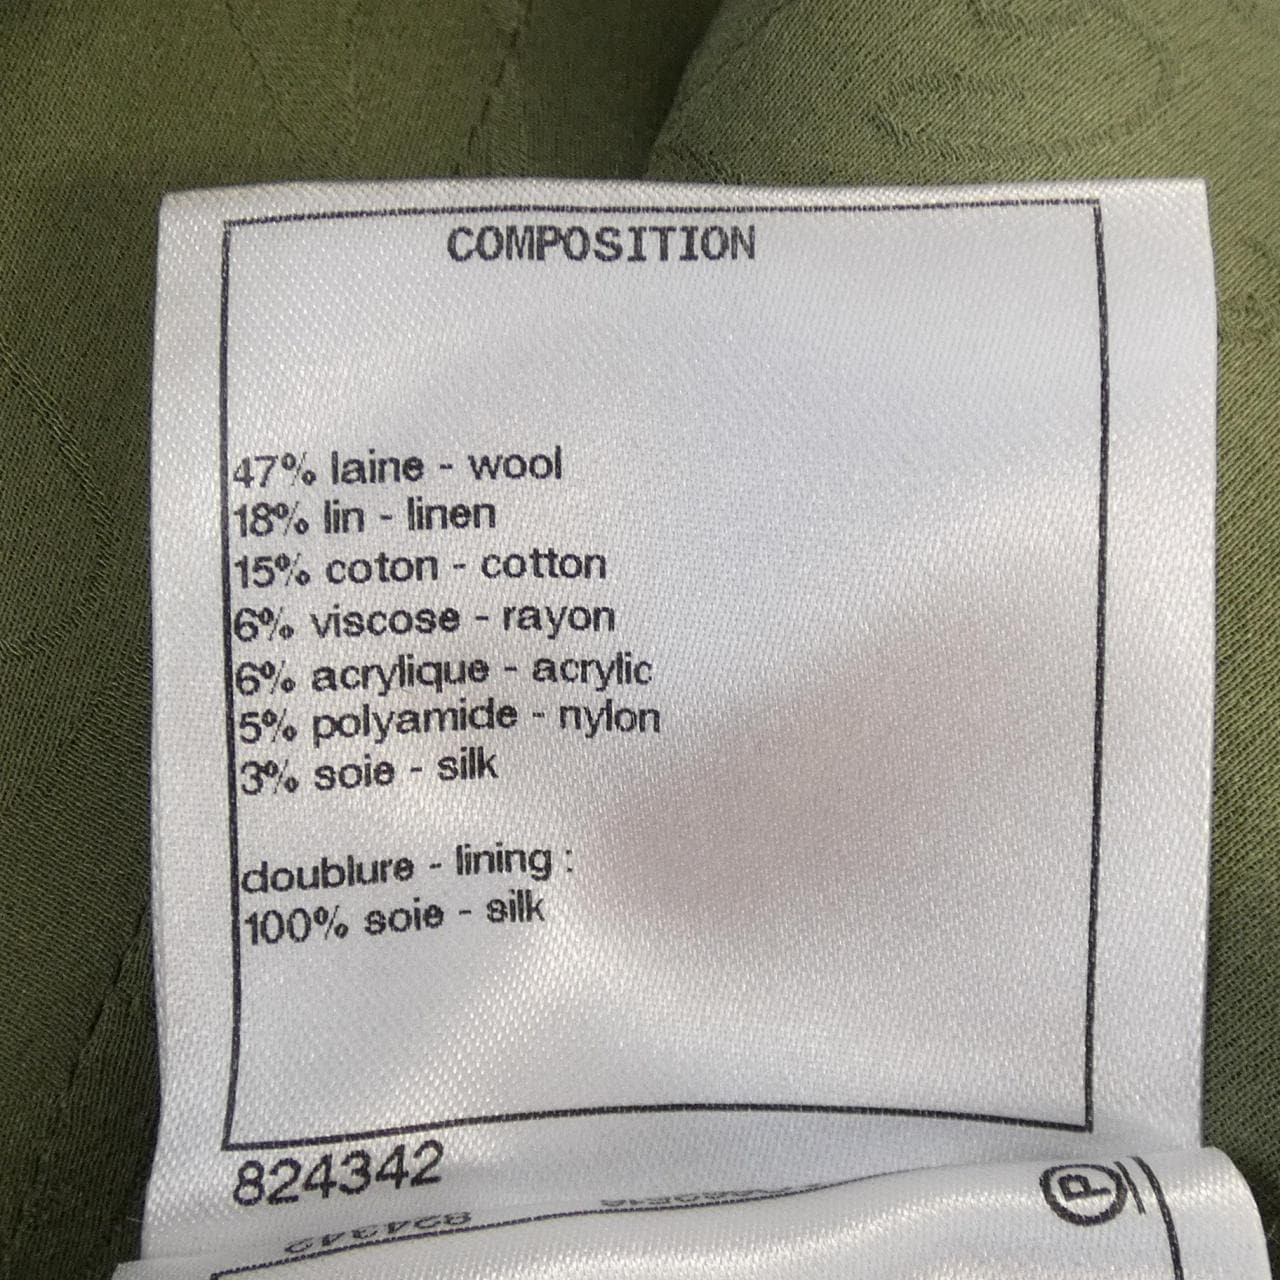 COMPOSITION
47% laine - wool
18% lin - linen
15% coton - cotton
6% viscose - rayon
6% acrylique - acrylic
5% polyamide - nylon
3% soie - silk
doublure - lining :
100% soie - silk
824342
824342
P